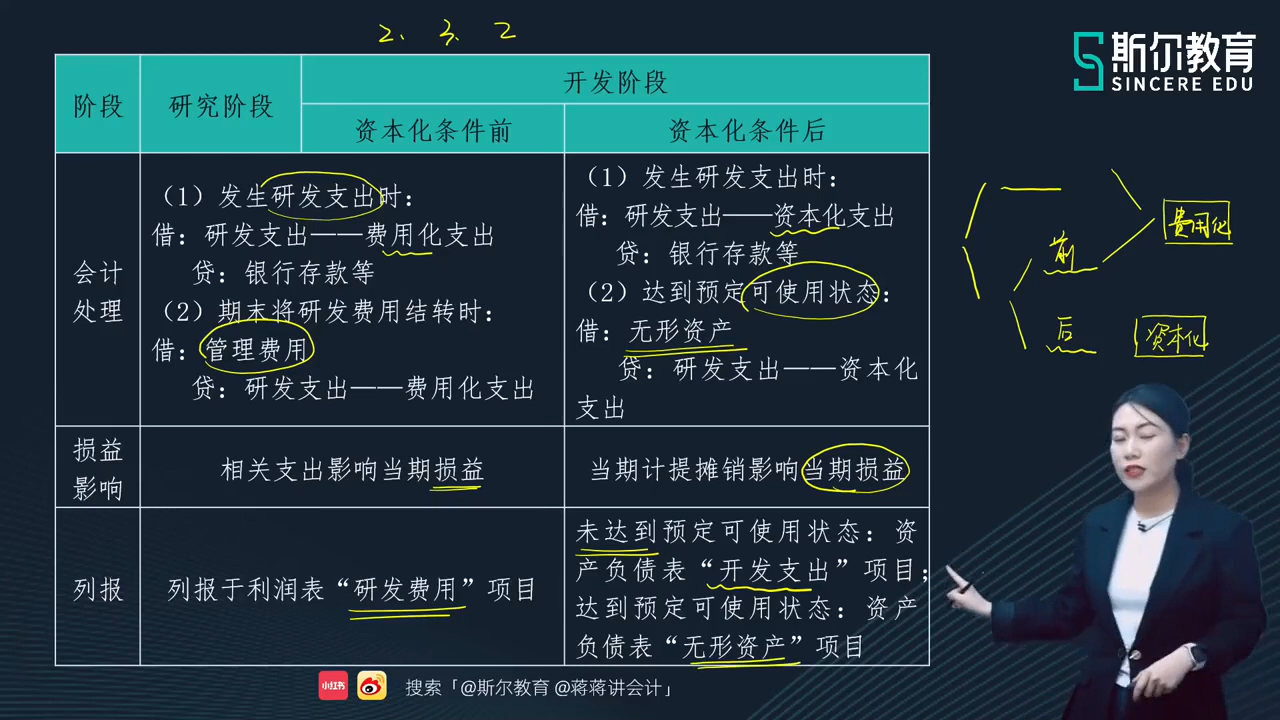 2、3、2
斯尔教育
SINCERE EDU
阶段
研究阶段
开发阶段
资本化条件前
资本化条件后
会计
处理
（1）发生研发支出时：
借：研发支出——费用化支出
贷：银行存款等
（2）期末将研发费用结转时：
借：管理费用
贷：研发支出——费用化支出
（1）发生研发支出时：
借：研发支出——资本化支出
贷：银行存款等
（2）达到预定可使用状态：
借：无形资产
贷：研发支出——资本化
支出
损益
影响
相关支出影响当期损益
当期计提摊销影响当期损益
列报
列报于利润表“研发费用”项目
未达到预定可使用状态：资
产负债表“开发支出”项目；
达到预定可使用状态：资产
负债表“无形资产”项目
费用化
前
后
资本化
小红书
搜索「@斯尔教育 @蒋蒋讲会计」